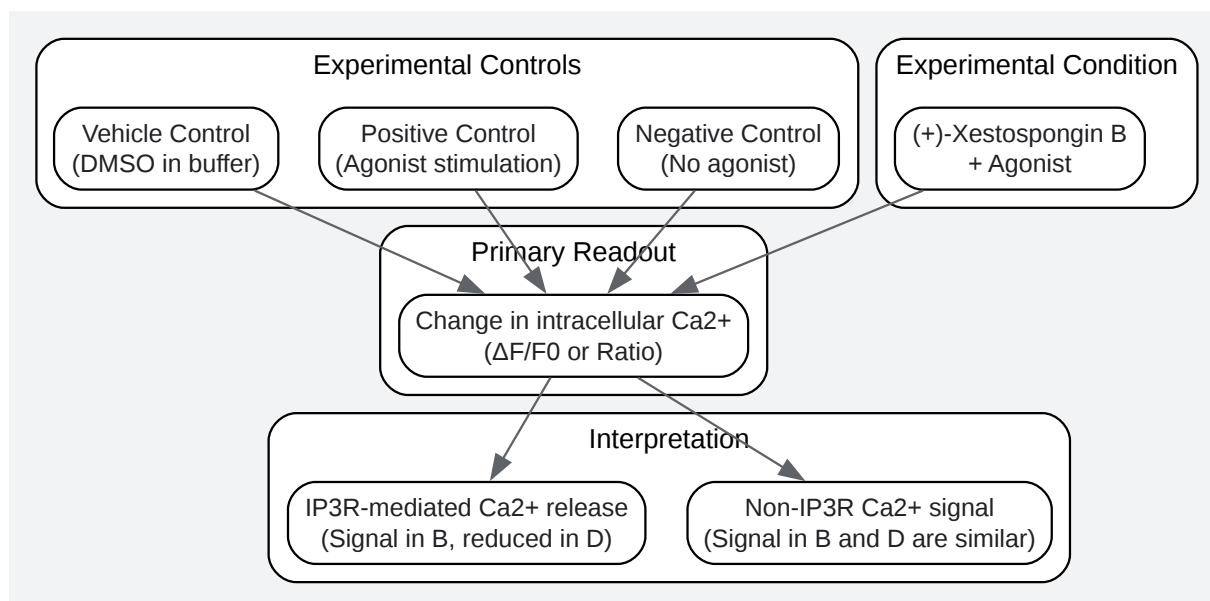 Experimental Controls
Experimental Condition
Vehicle Control
(DMSO in buffer)
Positive Control
(Agonist stimulation)
Negative Control
(No agonist)
(+)-Xestospongin B
+ Agonist
Primary Readout
Change in intracellular Ca2+
(ΔF/F0 or Ratio)
Interpretation
IP3R-mediated Ca2+ release
(Signal in B, reduced in D)
Non-IP3R Ca2+ signal
(Signal in B and D are similar)